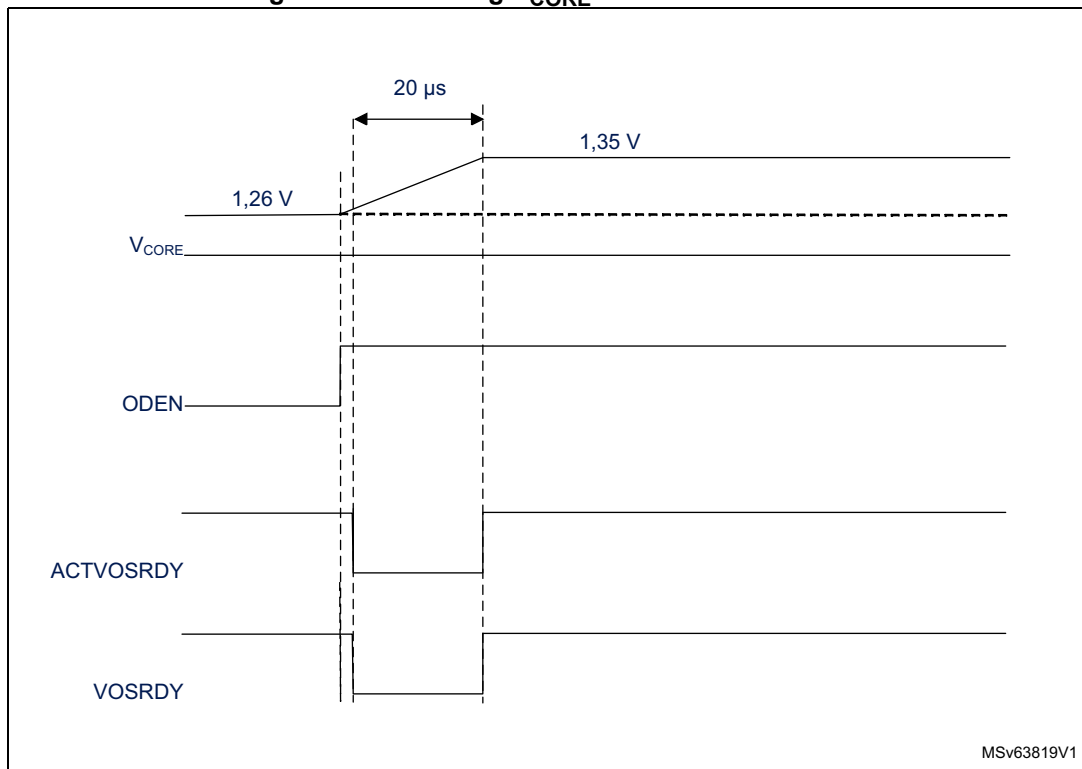 20 µs
1,35 V
1,26 V
VCORE
ODEN
ACTVOSRDY
VOSRDY
MSv63819V1